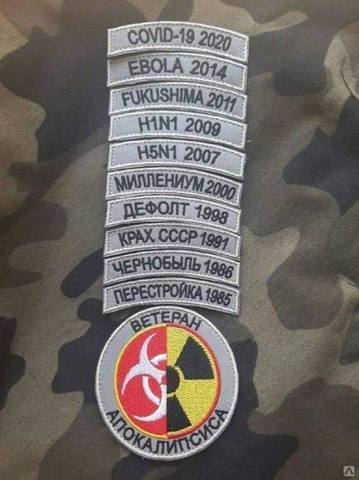 COVID-19 2020
EBOLA 2014
FUKUSHIMA 2011
H1N1 2009
H5N1 2007
МИЛЛЕНИУМ 2000
ДЕФОЛТ 1998
КРАХ СССР 1991
ЧЕРНОБЫЛЬ 1986
ПЕРЕСТРОЙКА 1985
ВЕТЕРАН
АПОКАЛИПСИСА